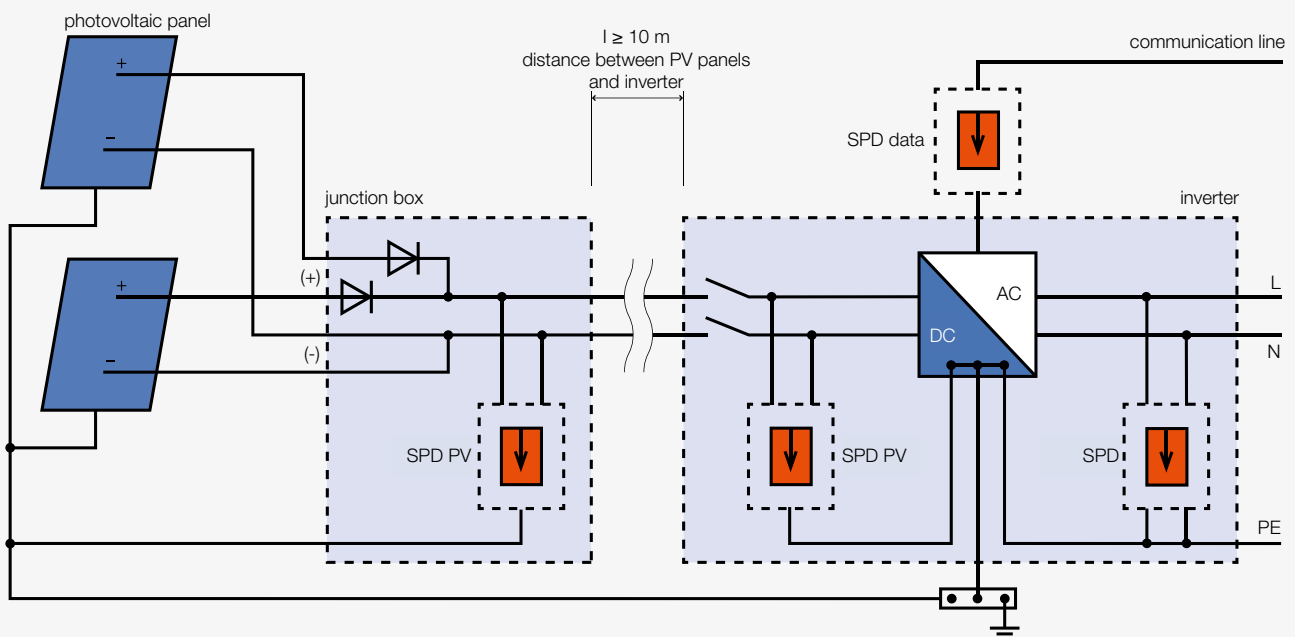 photovoltaic panel
+
–
l ≥ 10 m
distance between PV panels
and inverter
communication line
SPD data
junction box
inverter
(+)
+
–
(-)
AC
DC
L
N
SPD PV
SPD PV
SPD
PE